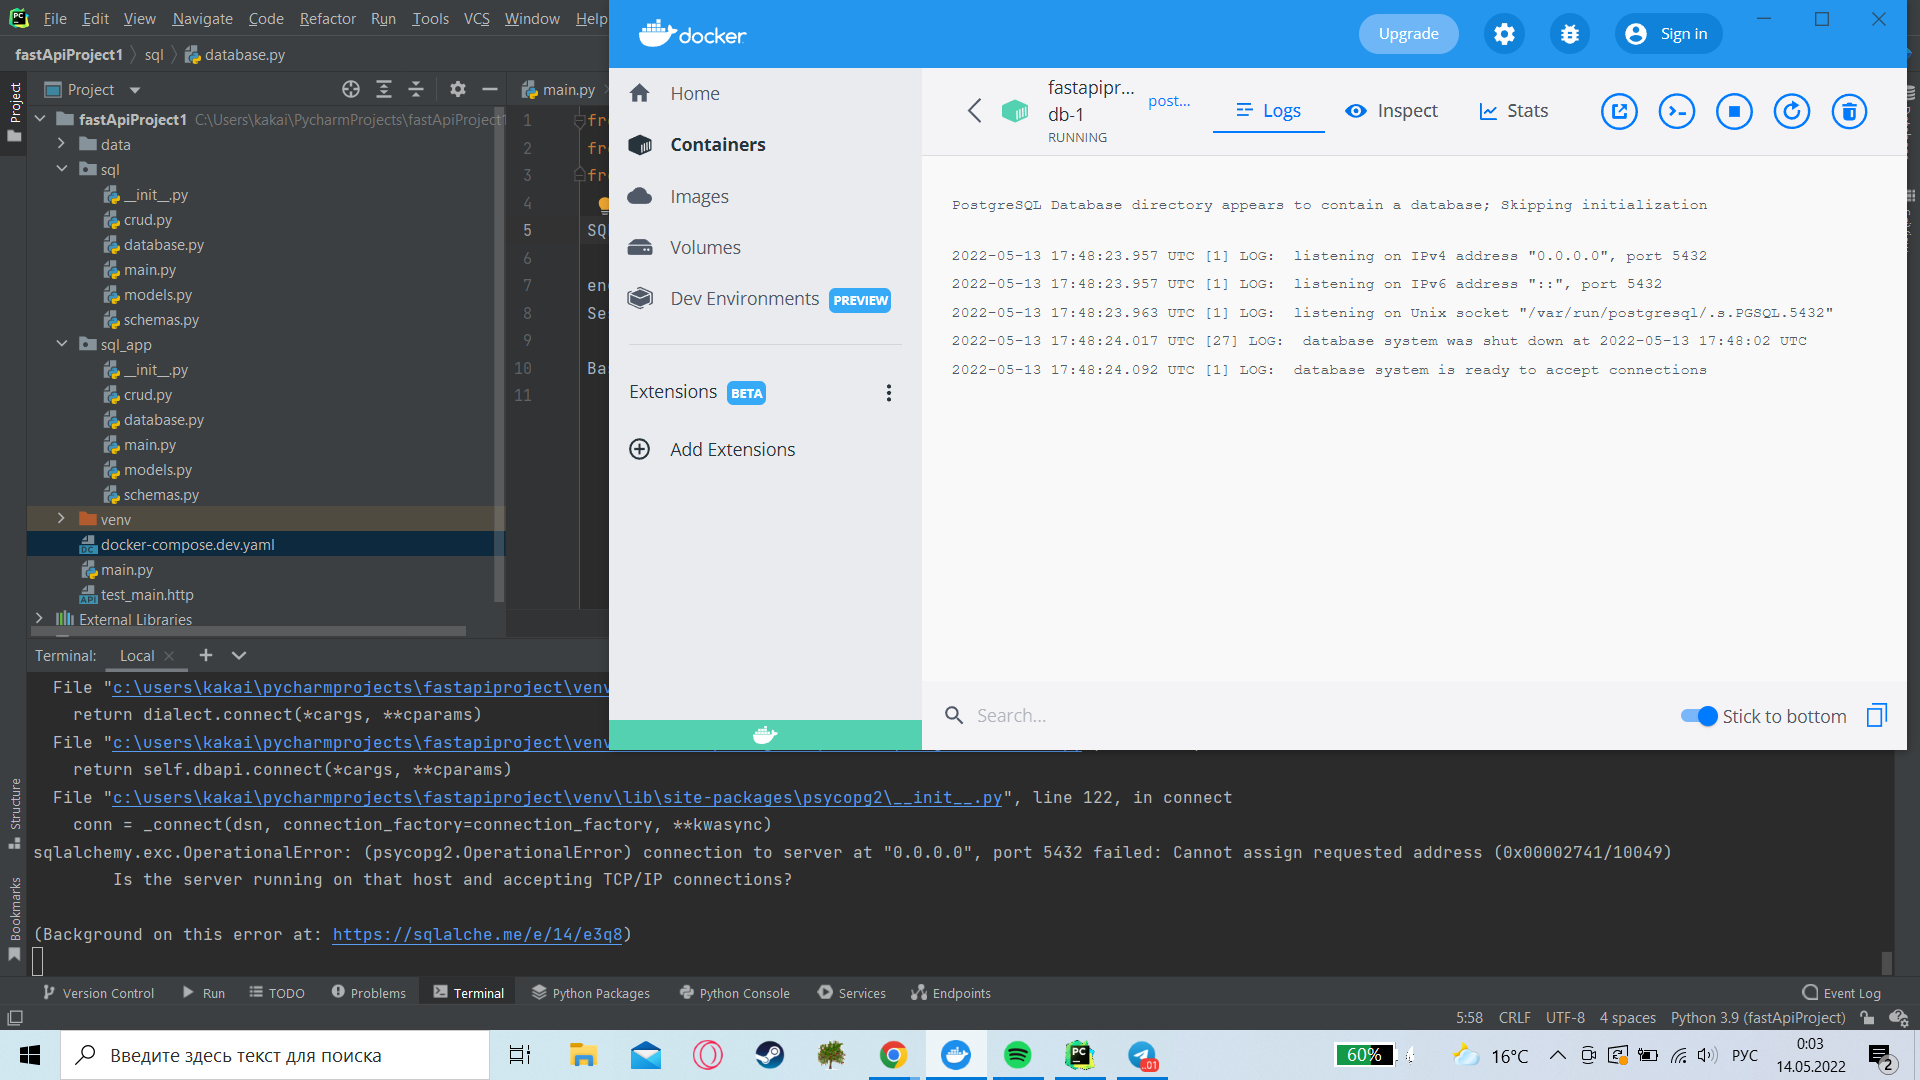 File Edit View Navigate Code Refactor Run Tools VCS Window Help
fastApiProject1 sql database.py
Project
Project
main.py
fastApiProject1 C:\Users\kakai\PycharmProjects\fastApiProject1
data
sql
__init__.py
crud.py
database.py
main.py
models.py
schemas.py
sql_app
__init__.py
crud.py
database.py
main.py
models.py
schemas.py
venv
docker-compose.dev.yaml
main.py
test_main.http
External Libraries
1 fro
2 fro
3 fro
4
5 SQ
6
7 eng
8 Se
9
10 Ba
11
docker
Upgrade
Sign in
Home
Containers
Images
Volumes
Dev Environments PREVIEW
Extensions BETA
Add Extensions
fastapipr...
db-1
RUNNING
post...
Logs
Inspect
Stats
PostgreSQL Database directory appears to contain a database; Skipping initialization
2022-05-13 17:48:23.957 UTC [1] LOG:  listening on IPv4 address "0.0.0.0", port 5432
2022-05-13 17:48:23.957 UTC [1] LOG:  listening on IPv6 address "::", port 5432
2022-05-13 17:48:23.963 UTC [1] LOG:  listening on Unix socket "/var/run/postgresql/.s.PGSQL.5432"
2022-05-13 17:48:24.017 UTC [27] LOG:  database system was shut down at 2022-05-13 17:48:02 UTC
2022-05-13 17:48:24.092 UTC [1] LOG:  database system is ready to accept connections
Search...
Stick to bottom
Terminal: Local
File "c:\users\kakai\pycharmprojects\fastapiproject\venv
return dialect.connect(*cargs, **cparams)
File "c:\users\kakai\pycharmprojects\fastapiproject\venv
return self.dbapi.connect(*cargs, **cparams)
File "c:\users\kakai\pycharmprojects\fastapiproject\venv\lib\site-packages\psycopg2\__init__.py", line 122, in connect
conn = _connect(dsn, connection_factory=connection_factory, **kwasync)
sqlalchemy.exc.OperationalError: (psycopg2.OperationalError) connection to server at "0.0.0.0", port 5432 failed: Cannot assign requested address (0x00002741/10049)
Is the server running on that host and accepting TCP/IP connections?
(Background on this error at: https://sqlalche.me/e/14/e3q8)
Structure
Bookmarks
Version Control Run TODO Problems Terminal Python Packages Python Console Services Endpoints Event Log
5:58 CRLF UTF-8 4 spaces Python 3.9 (fastApiProject)
Введите здесь текст для поиска
60%
16°C
РУС
0:03
14.05.2022
2